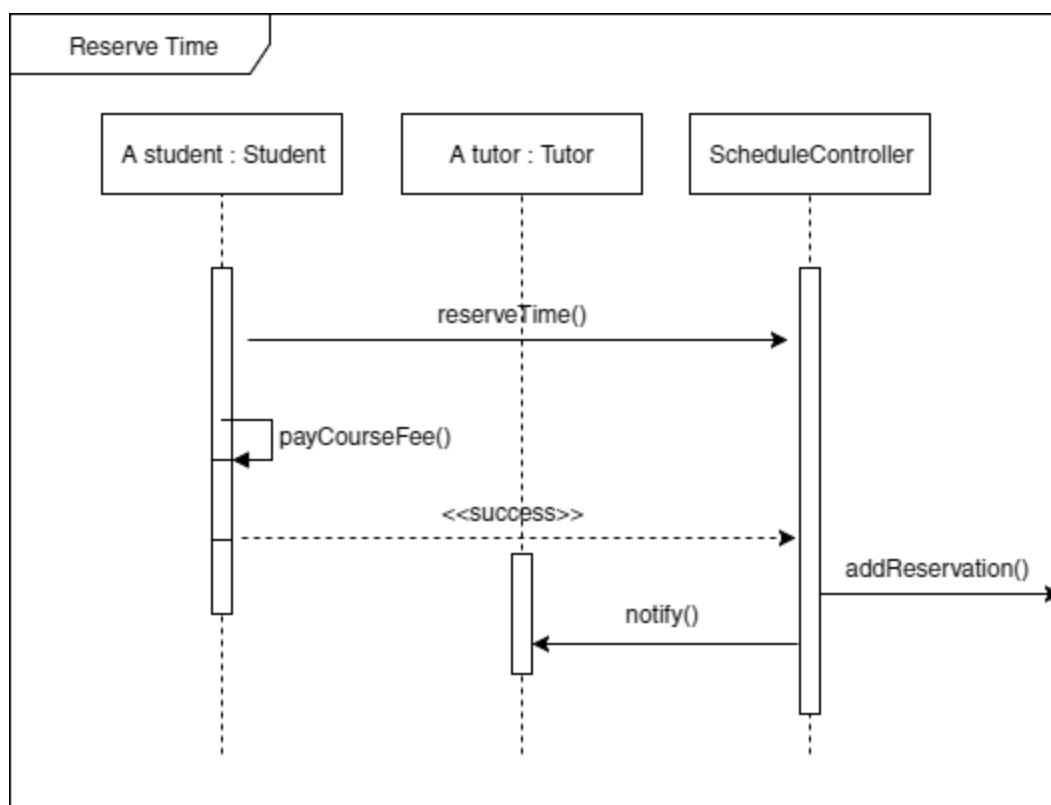 Reserve Time
A student : Student
A tutor : Tutor
ScheduleController
reserveTime()
payCourseFee()
<<success>>
addReservation()
notify()